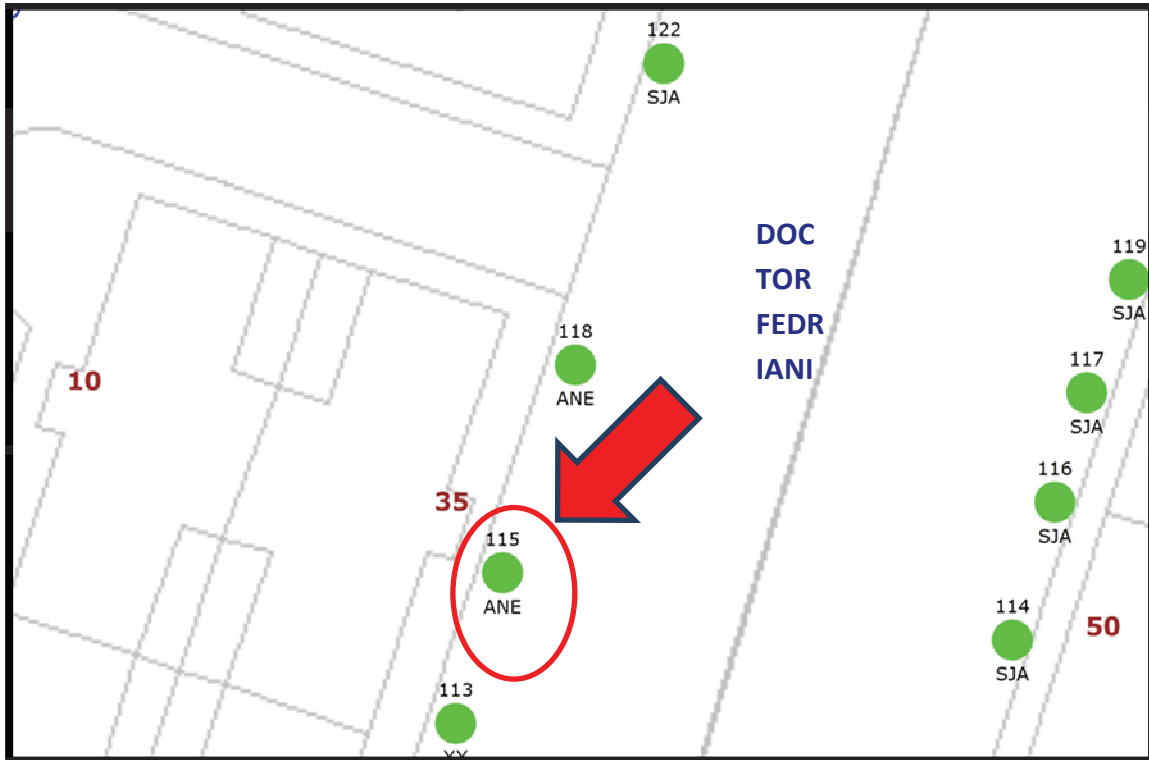 122
SJA
DOC
TOR
FEDR
IANI
119
SJA
118
ANE
117
SJA
10
116
SJA
35
115
ANE
114
SJA
50
113
XX